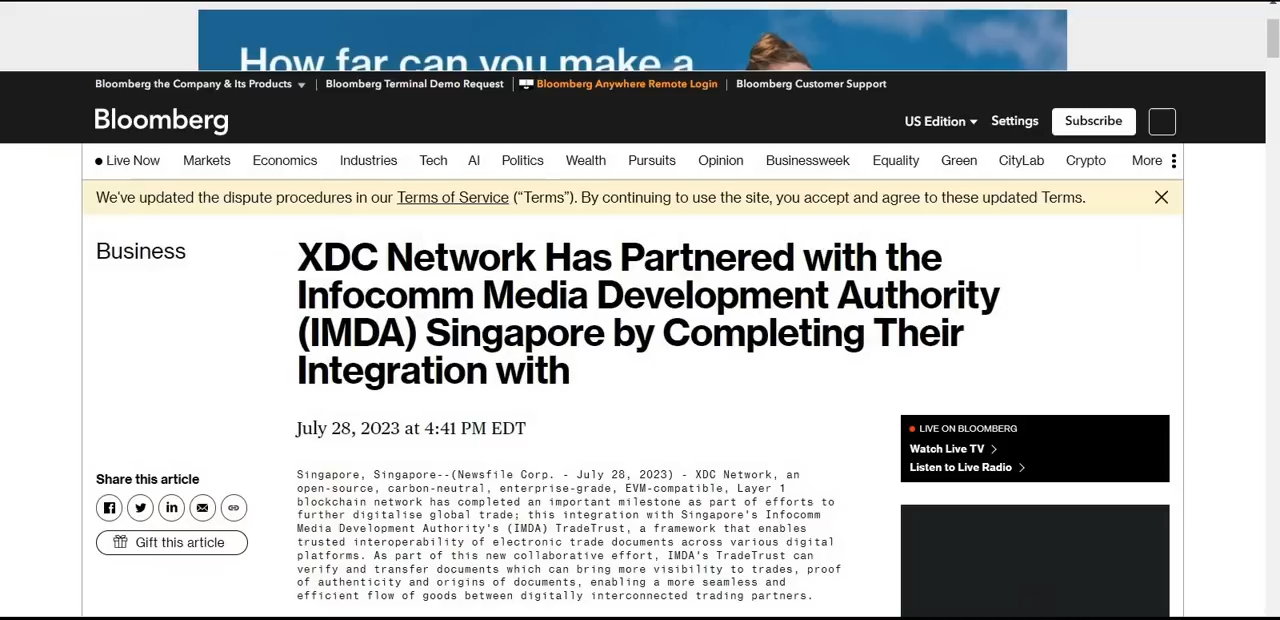 How far can you make a
Bloomberg the Company & Its Products
Bloomberg Terminal Demo Request
Bloomberg Anywhere Remote Login
Bloomberg Customer Support
Bloomberg
US Edition
Settings
Subscribe
Live Now
Markets
Economics
Industries
Tech
AI
Politics
Wealth
Pursuits
Opinion
Businessweek
Equality
Green
CityLab
Crypto
More
We've updated the dispute procedures in our Terms of Service (“Terms”). By continuing to use the site, you accept and agree to these updated Terms.
Business
XDC Network Has Partnered with the
Infocomm Media Development Authority
(IMDA) Singapore by Completing Their
Integration with
July 28, 2023 at 4:41 PM EDT
Share this article
Gift this article
Singapore, Singapore--(Newsfile Corp. - July 28, 2023) - XDC Network, an
open-source, carbon-neutral, enterprise-grade, EVM-compatible, Layer 1
blockchain network has completed an important milestone as part of efforts to
further digitalise global trade; this integration with Singapore's Infocomm
Media Development Authority's (IMDA) TradeTrust, a framework that enables
trusted interoperability of electronic trade documents across various digital
platforms. As part of this new collaborative effort, IMDA's TradeTrust can
verify and transfer documents which can bring more visibility to trades, proof
of authenticity and origins of documents, enabling a more seamless and
efficient flow of goods between digitally interconnected trading partners.
LIVE ON BLOOMBERG
Watch Live TV
Listen to Live Radio